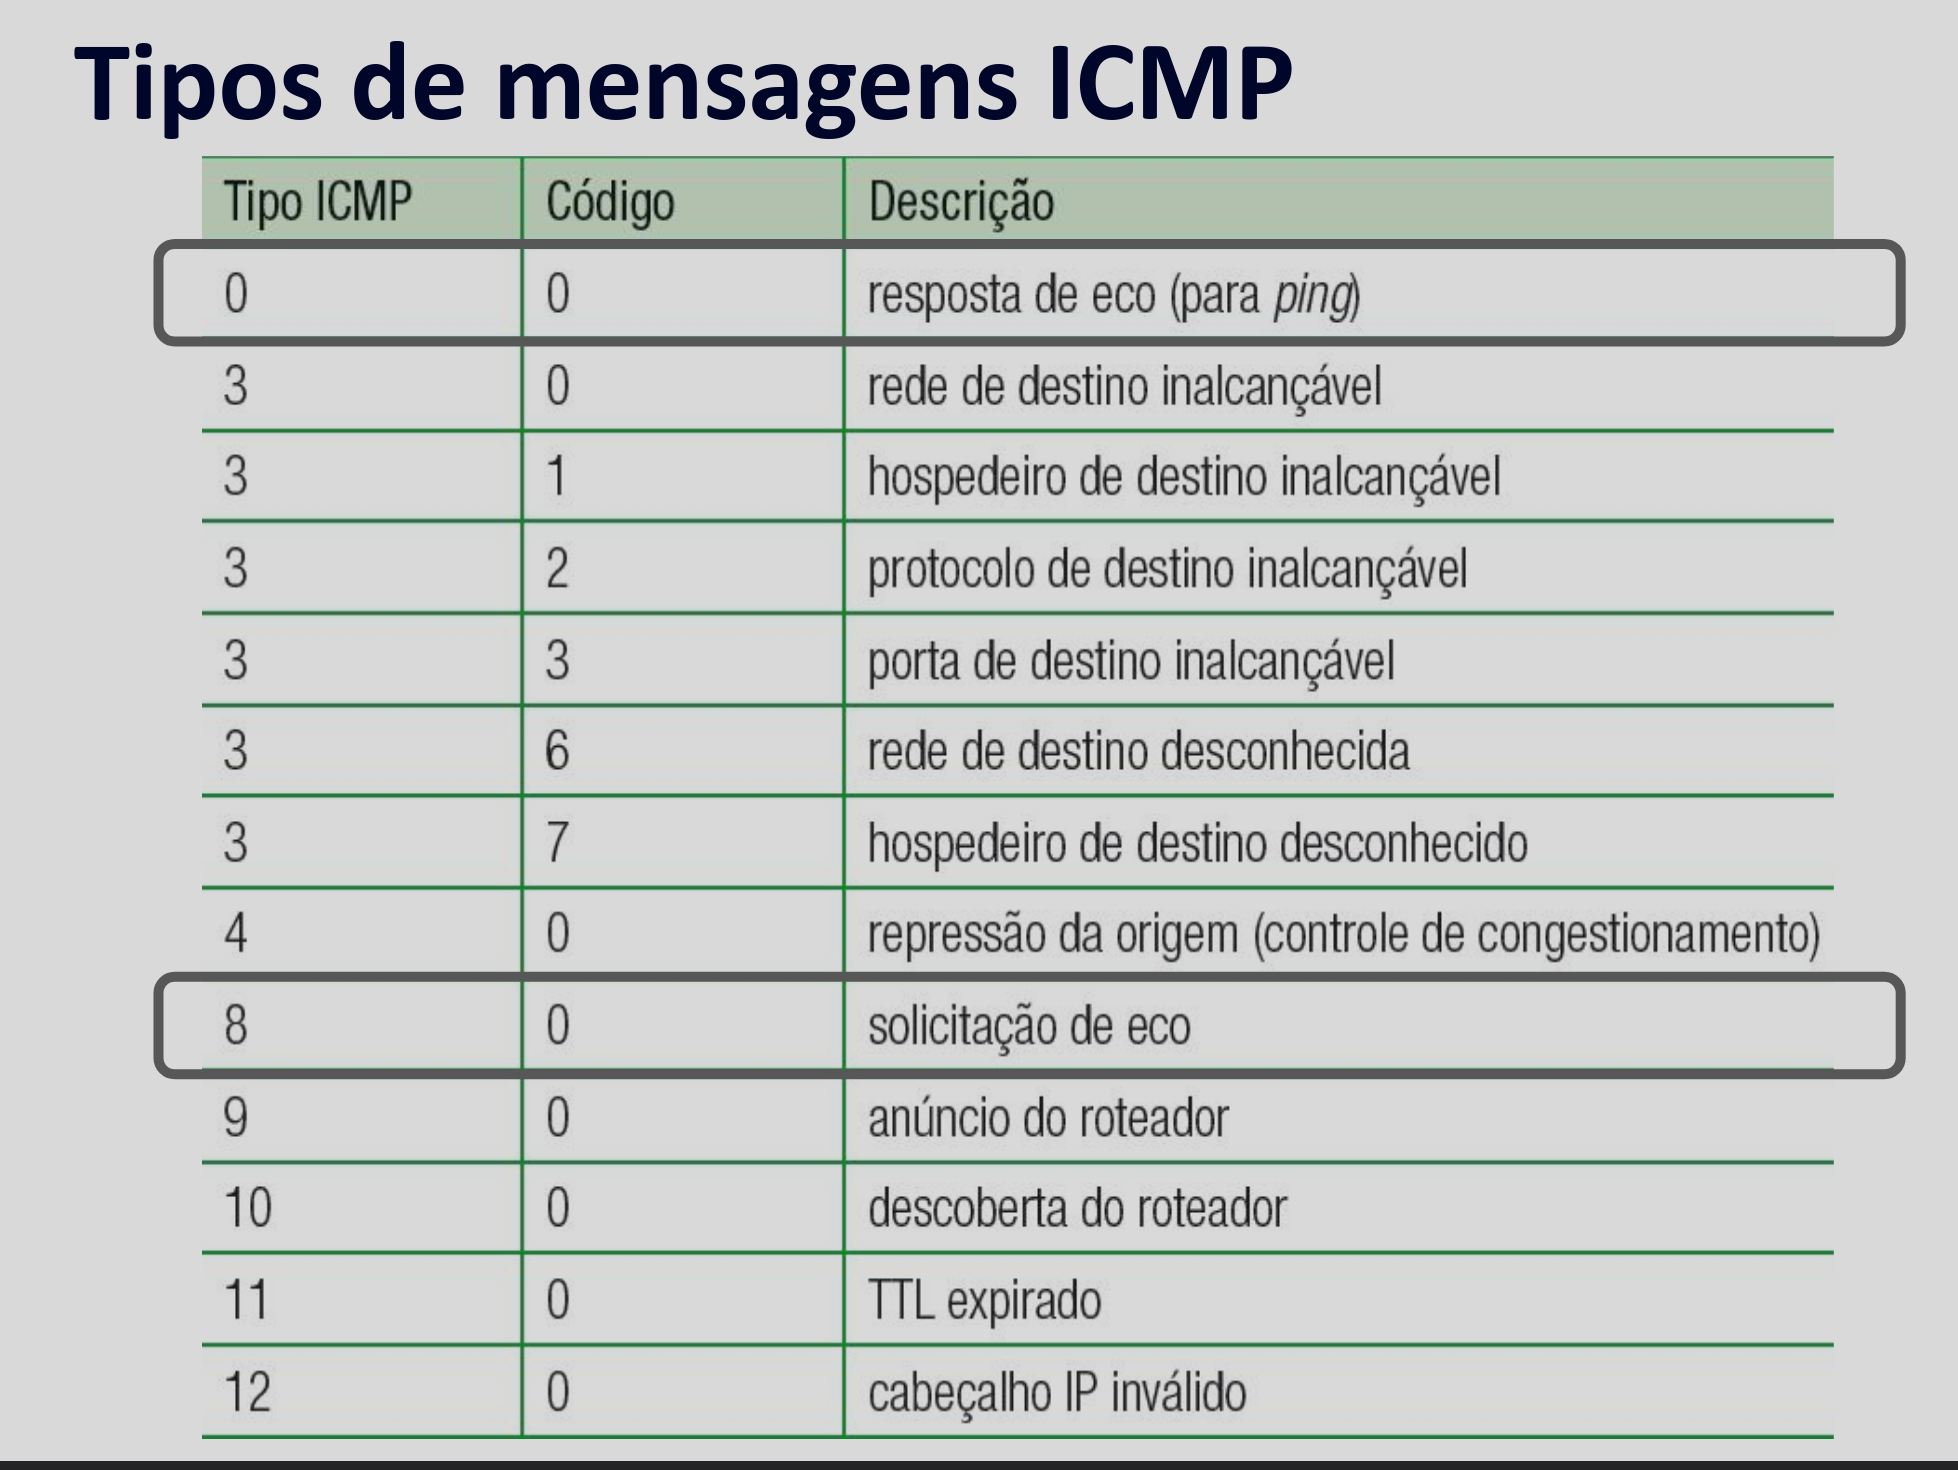 Tipos de mensagens ICMP
Tipo ICMP Código Descrição
0 0 resposta de eco (para ping)
3 0 rede de destino inalcançável
3 1 hospedeiro de destino inalcançável
3 2 protocolo de destino inalcançável
3 3 porta de destino inalcançável
3 6 rede de destino desconhecida
3 7 hospedeiro de destino desconhecido
4 0 repressão da origem (controle de congestionamento)
8 0 solicitação de eco
9 0 anúncio do roteador
10 0 descoberta do roteador
11 0 TTL expirado
12 0 cabeçalho IP inválido